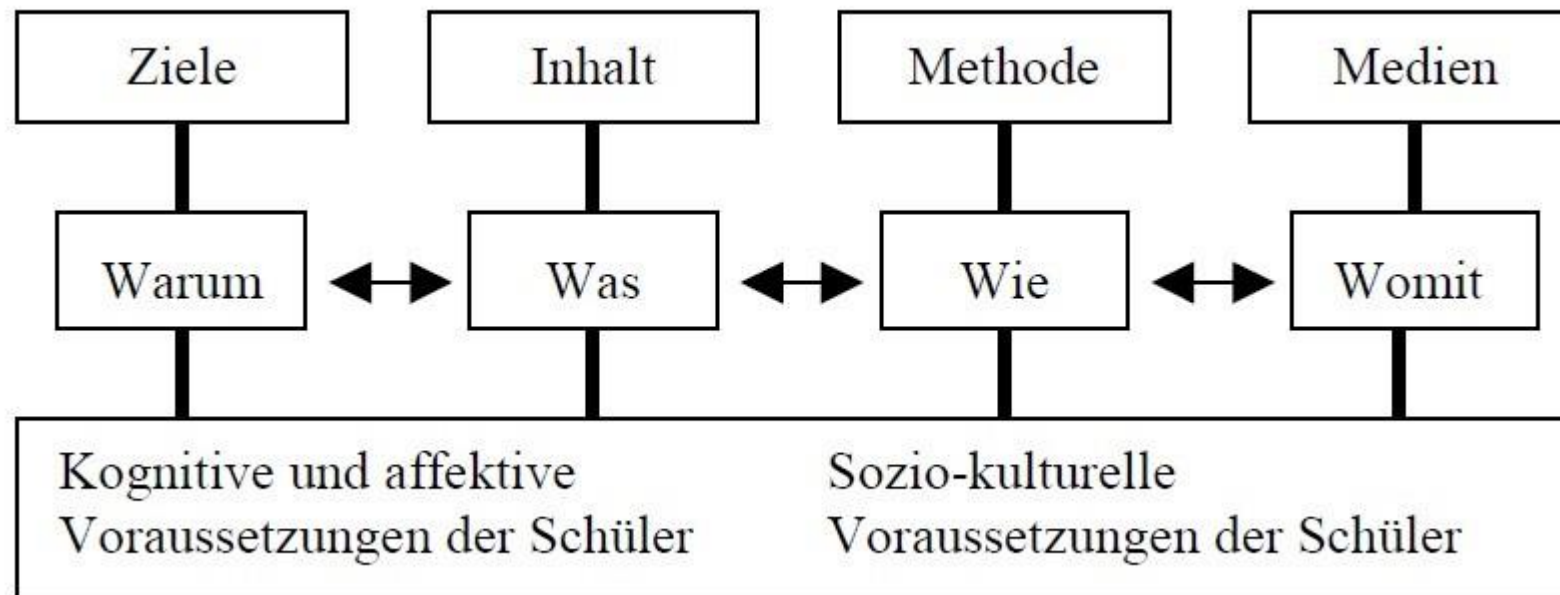 Ziele Inhalt Methode Medien
Warum Was Wie Womit
Kognitive und affektive
Voraussetzungen der Schüler
Sozio-kulturelle
Voraussetzungen der Schüler